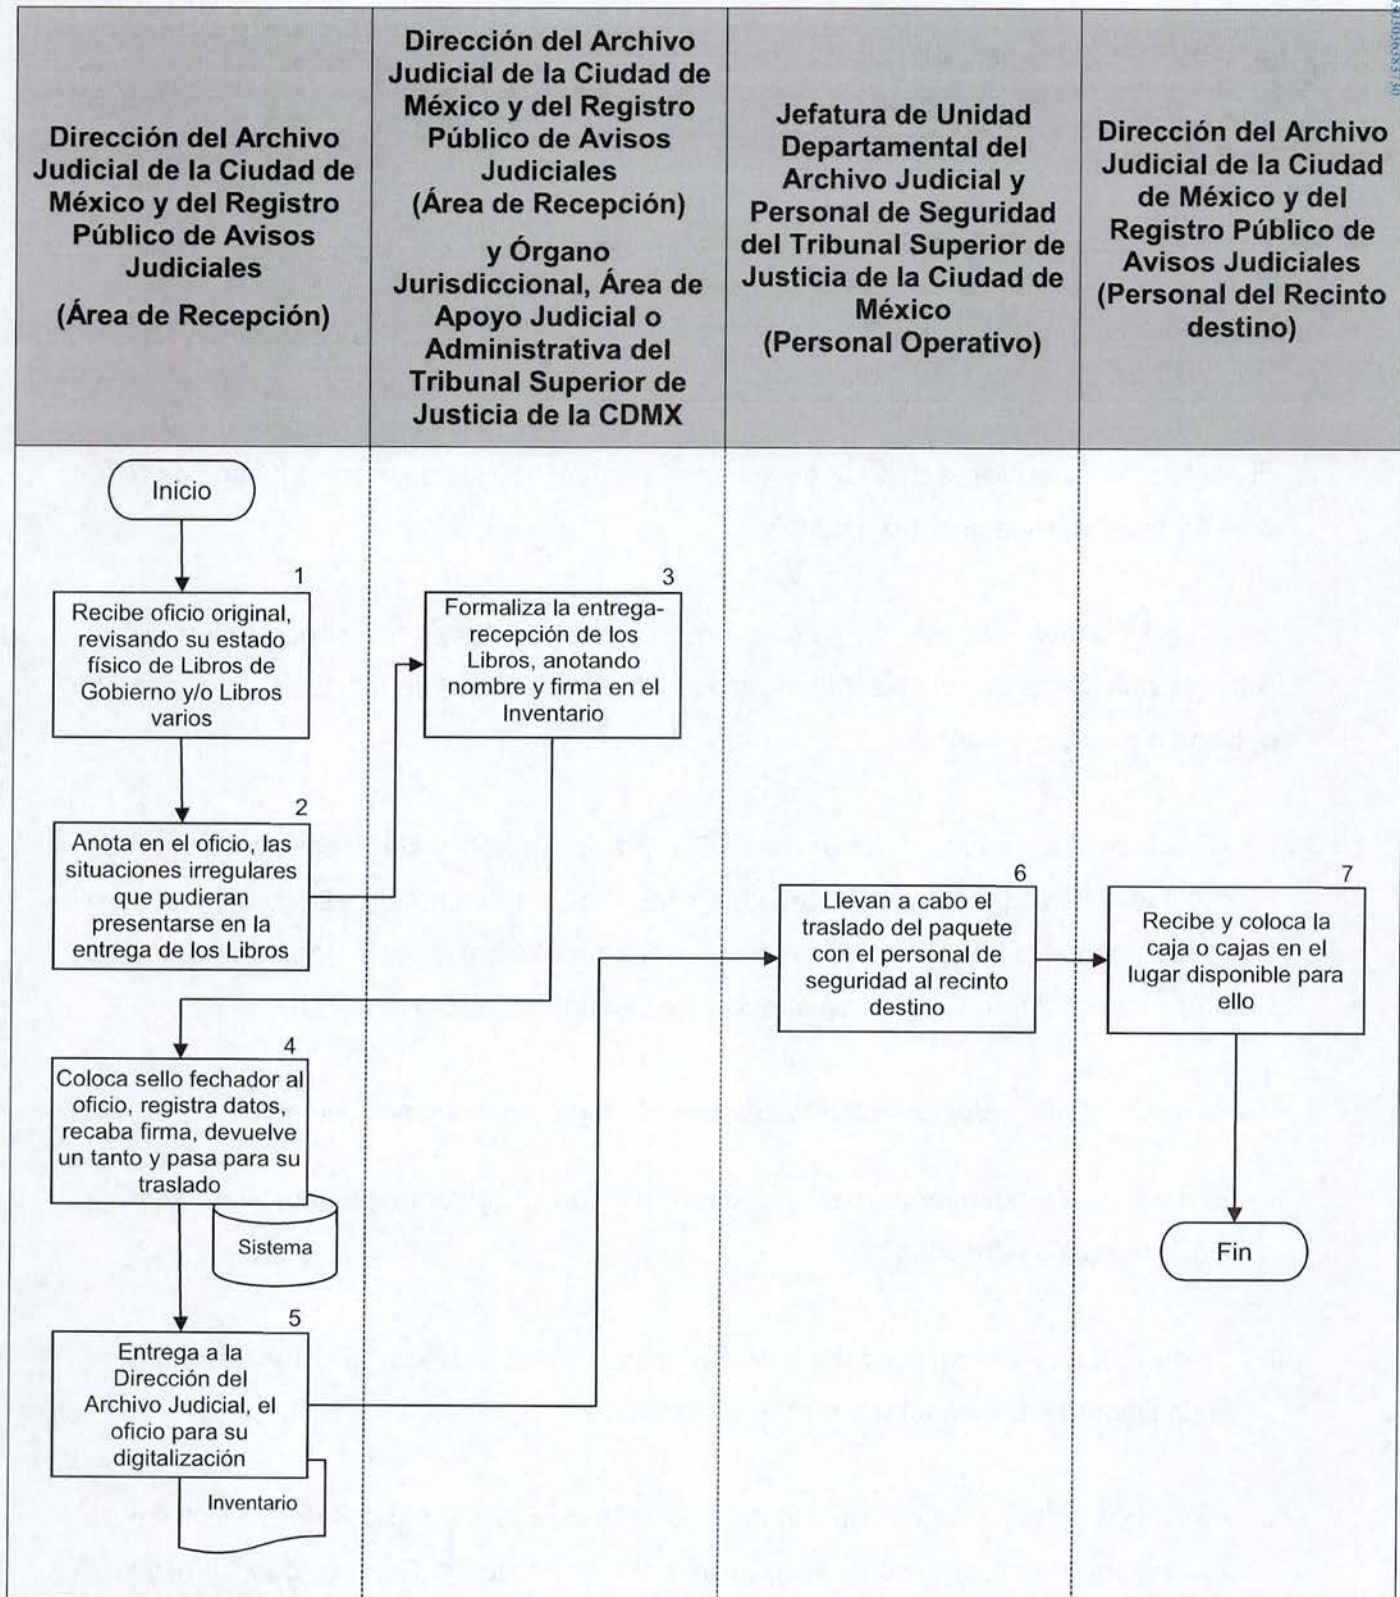 Dirección del Archivo
Judicial de la Ciudad de
México y del Registro
Público de Avisos
Judiciales
(Área de Recepción)
Dirección del Archivo
Judicial de la Ciudad de
México y del Registro
Público de Avisos
Judiciales
(Área de Recepción)
y Órgano
Jurisdiccional, Área de
Apoyo Judicial o
Administrativa del
Tribunal Superior de
Justicia de la CDMX
Jefatura de Unidad
Departamental del
Archivo Judicial y
Personal de Seguridad
del Tribunal Superior de
Justicia de la Ciudad de
México
(Personal Operativo)
Dirección del Archivo
Judicial de la Ciudad
de México y del
Registro Público de
Avisos Judiciales
(Personal del Recinto
destino)
Inicio
1
Recibe oficio original,
revisando su estado
físico de Libros de
Gobierno y/o Libros
varios
2
Anota en el oficio, las
situaciones irregulares
que pudieran
presentarse en la
entrega de los Libros
3
Formaliza la entrega-
recepción de los
Libros, anotando
nombre y firma en el
Inventario
4
Coloca sello fechador al
oficio, registra datos,
recaba firma, devuelve
un tanto y pasa para su
traslado
Sistema
5
Entrega a la
Dirección del
Archivo Judicial, el
oficio para su
digitalización
Inventario
6
Llevan a cabo el
traslado del paquete
con el personal de
seguridad al recinto
destino
7
Recibe y coloca la
caja o cajas en el
lugar disponible para
ello
Fin